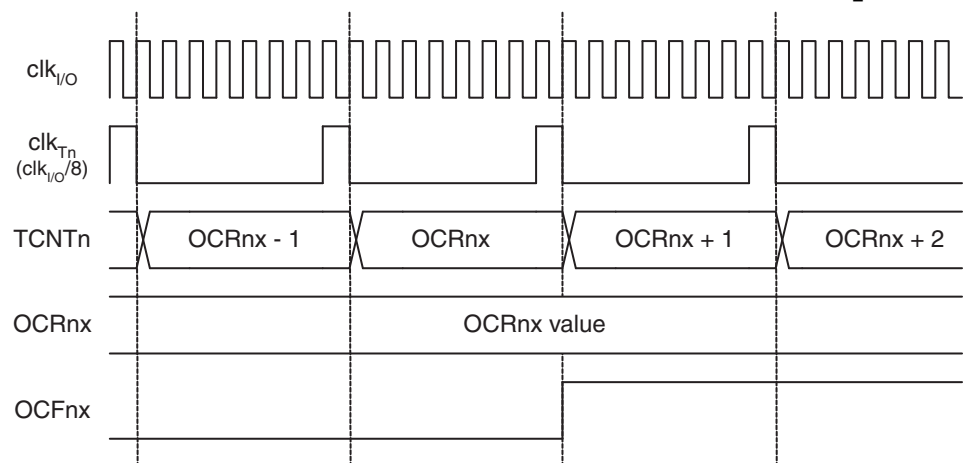 clkI/O
clkTn
(clkI/O/8)
TCNTn
OCRnx - 1
OCRnx
OCRnx + 1
OCRnx + 2
OCRnx
OCRnx value
OCFnx